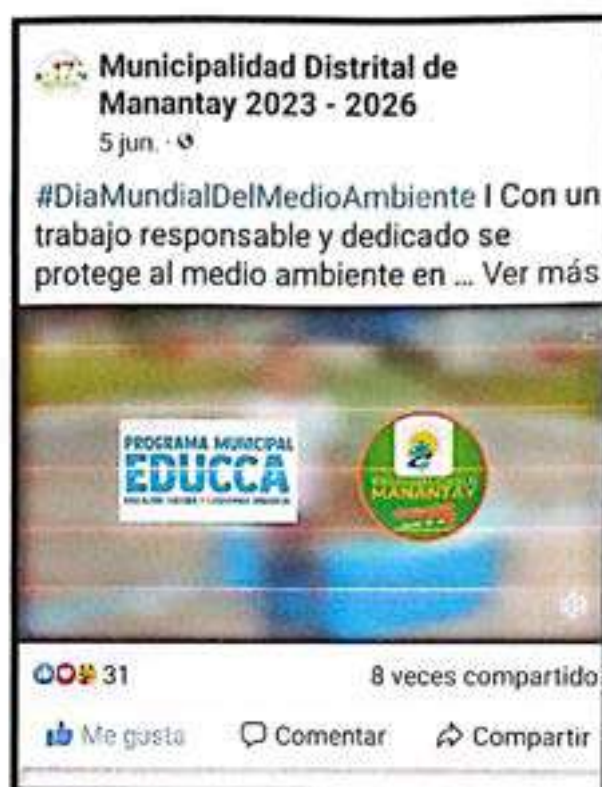 Municipalidad Distrital de
Manantay 2023 - 2026
5 jun. ·
#DiaMundialDelMedioAmbiente I Con un
trabajo responsable y dedicado se
protege al medio ambiente en ... Ver más
PROGRAMA MUNICIPAL
EDUCCA
MANANTAY
31
8 veces compartido
Me gusta
Comentar
Compartir